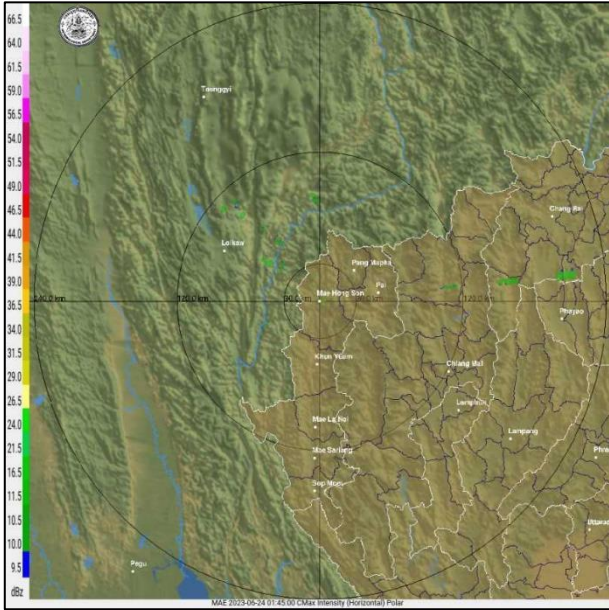 66.5
64.0
61.5
59.0
56.5
54.0
51.5
49.0
46.5
44.0
41.5
39.0
36.5
34.0
31.5
29.0
26.5
24.0
21.5
16.5
11.5
10.5
10.0
9.5
dBz
Taunggyi
Chiang Rai
Loikaw
Pang Mapha
Pai
Mae Hong Son
240.0 km
120.0 km
120.0 km
Phayao
Khun Yuam
Chiang Mai
Lamphun
Mae La Noi
Lampang
Mae Sariang
Sop Moei
Pegu
MAE 2023-06-24 01:45:00 CMax Intensity (Horizontal) Polar